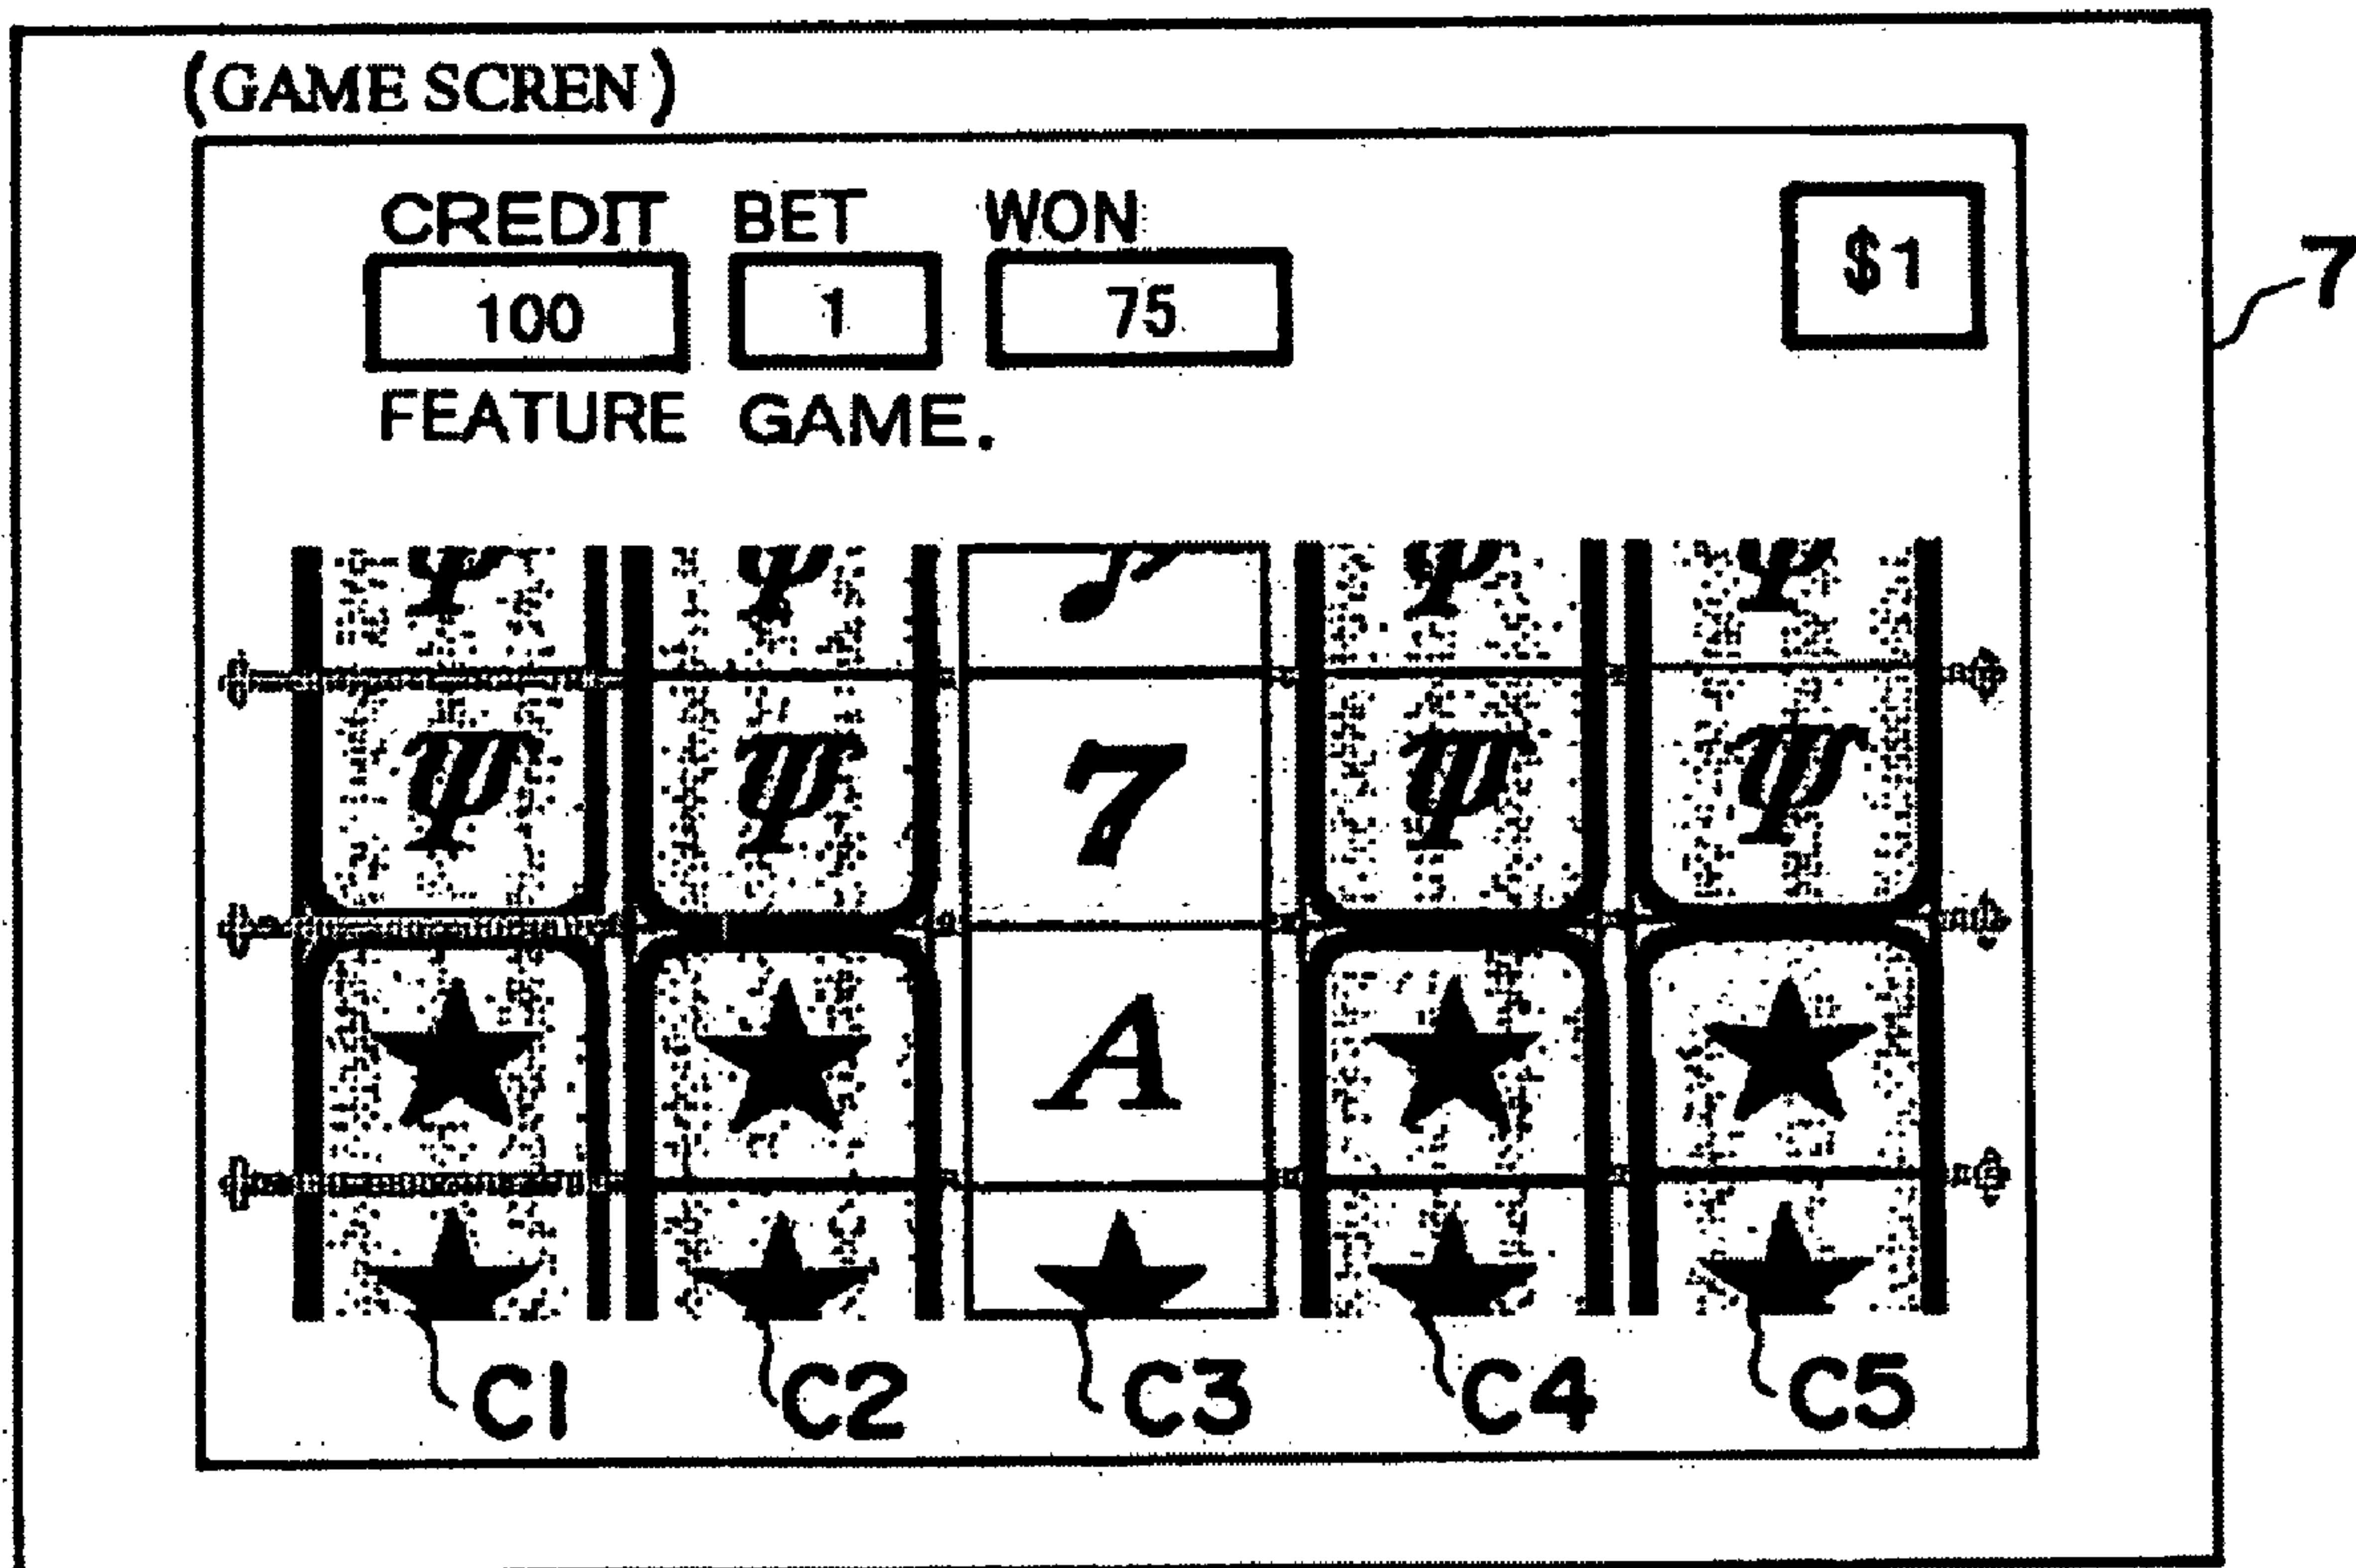 (GAME SCREN)
CREDIT BET WON
$1
100 1 75
7
FEATURE GAME.
Ψ Ψ Ψ Ψ
Ψ Ψ 7 Ψ Ψ
A
C1 C2 C3 C4 C5